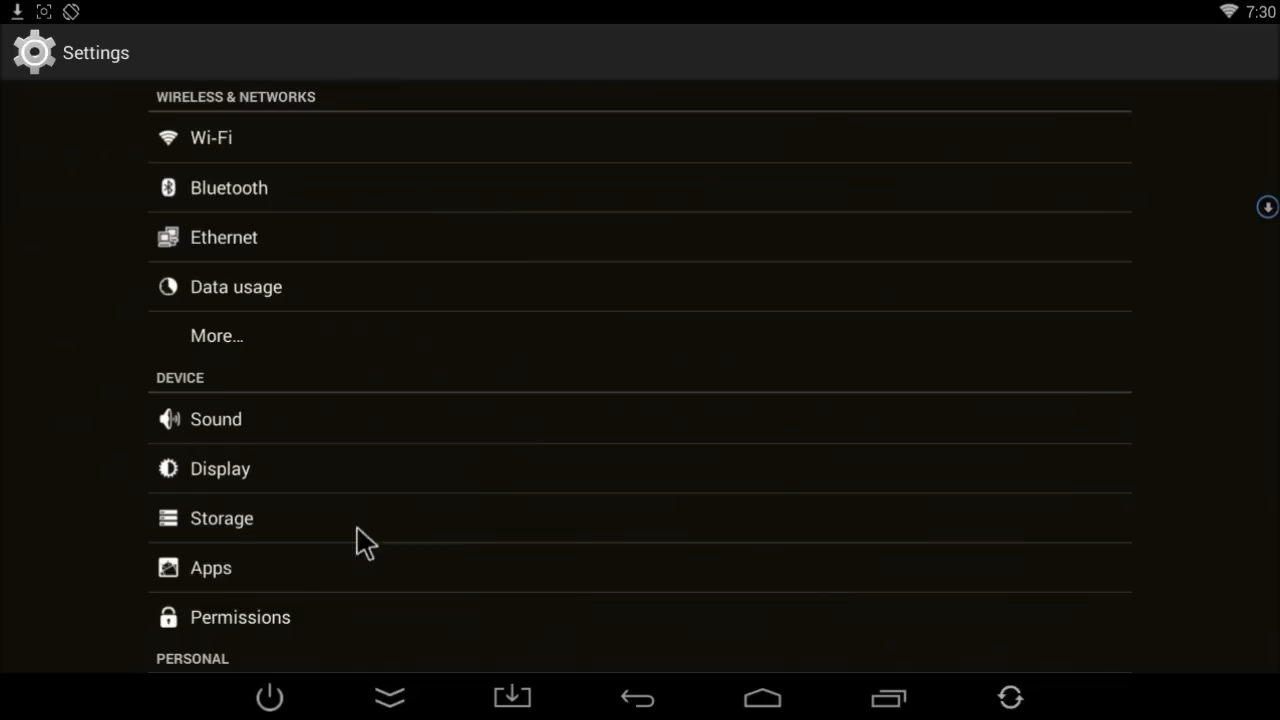 7:30
Settings
WIRELESS & NETWORKS
Wi-Fi
Bluetooth
Ethernet
Data usage
More...
DEVICE
Sound
Display
Storage
Apps
Permissions
PERSONAL